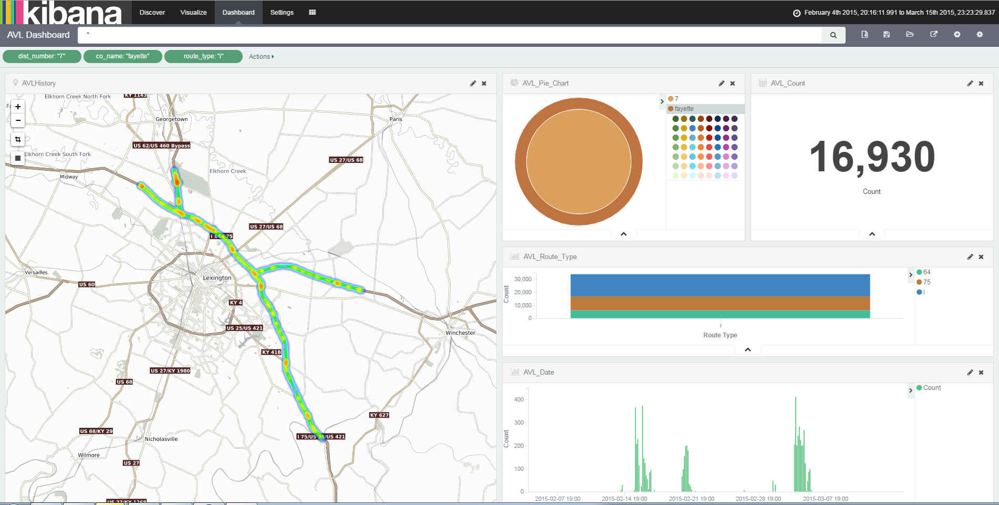 kibana
Discover
Visualize
Dashboard
Settings
February 4th 2015, 20:16:11.991 to March 15th 2015, 23:23:29.837
AVL Dashboard
*
dist_number: "7"
co_name: "fayette"
route_type: "i"
Actions
AVLHistory
+
-
Elkhorn Creek North Fork
KY 1143
Georgetown
Paris
US 62/US 460 Bypass
Elkhorn Creek South Fork
US 27/US 68
Midway
Elkhorn Creek
US 27/US 68
Versailles
Lexington
US 60
KY 4
US 25/US 421
Winchester
KY 418
US 27/KY 1980
US 68
KY 627
US 68/KY 29
Nicholasville
Wilmore
US 27
US 27/KY 1268
AVL_Pie_Chart
7
fayette
AVL_Count
16,930
Count
AVL_Route_Type
Count
30,000
20,000
10,000
0
i
Route Type
64
75
i
AVL_Date
Count
400
300
200
100
0
2015-02-07 19:00
2015-02-14 19:00
2015-02-21 19:00
2015-02-28 19:00
2015-03-07 19:00
Count